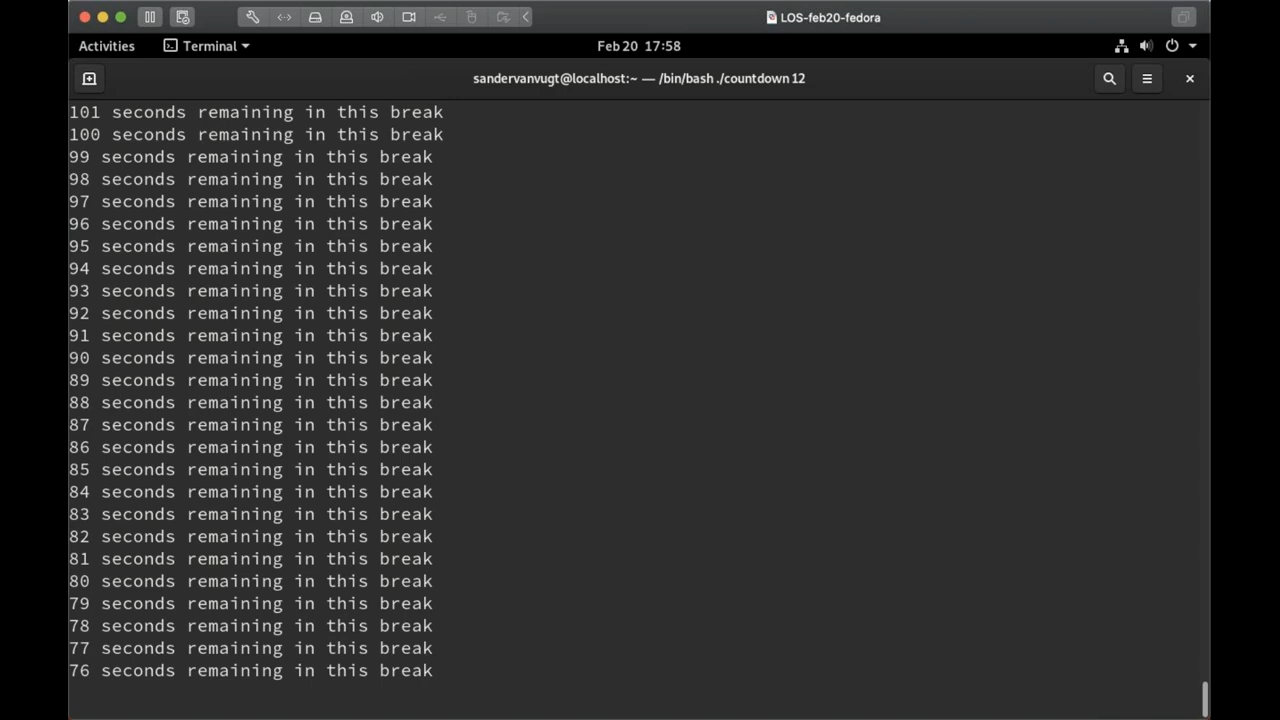 LOS-feb20-fedora
Activities Terminal Feb 20 17:58
sandervanvugt@localhost:~ — /bin/bash ./countdown 12
101 seconds remaining in this break
100 seconds remaining in this break
99 seconds remaining in this break
98 seconds remaining in this break
97 seconds remaining in this break
96 seconds remaining in this break
95 seconds remaining in this break
94 seconds remaining in this break
93 seconds remaining in this break
92 seconds remaining in this break
91 seconds remaining in this break
90 seconds remaining in this break
89 seconds remaining in this break
88 seconds remaining in this break
87 seconds remaining in this break
86 seconds remaining in this break
85 seconds remaining in this break
84 seconds remaining in this break
83 seconds remaining in this break
82 seconds remaining in this break
81 seconds remaining in this break
80 seconds remaining in this break
79 seconds remaining in this break
78 seconds remaining in this break
77 seconds remaining in this break
76 seconds remaining in this break